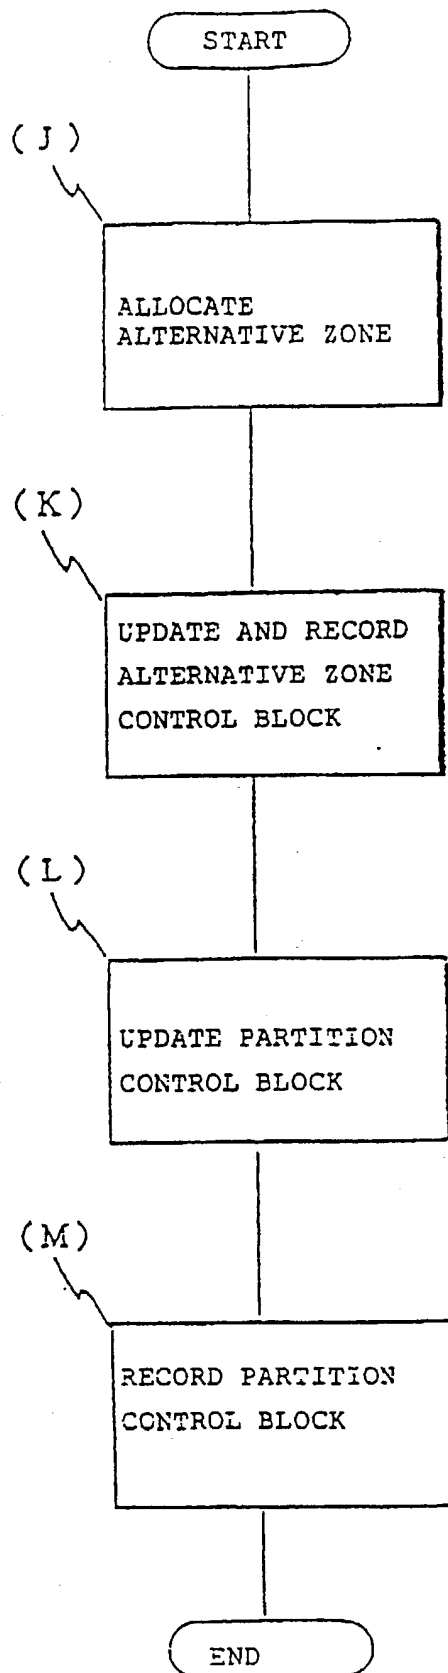 START
(J)
ALLOCATE
ALTERNATIVE ZONE
(K)
UPDATE AND RECORD
ALTERNATIVE ZONE
CONTROL BLOCK
(L)
UPDATE PARTITION
CONTROL BLOCK
(M)
RECORD PARTITION
CONTROL BLOCK
END